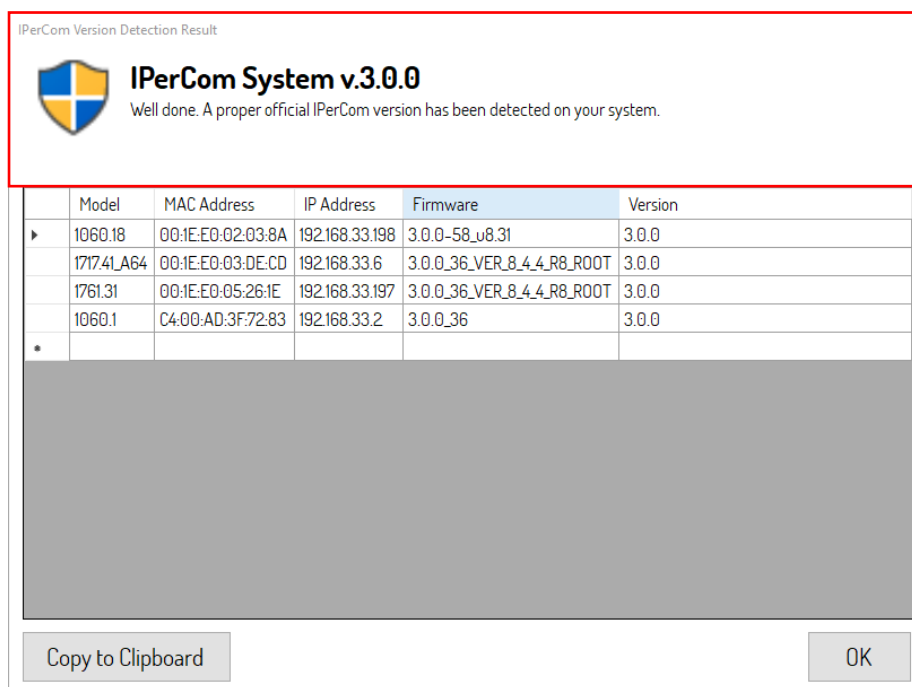 IPerCom Version Detection Result
IPerCom System v.3.0.0
Well done. A proper official IPerCom version has been detected on your system.
Model MAC Address IP Address Firmware Version
1060.18 00:1E:E0:02:03:8A 192.168.33.198 3.0.0-58_u8.31 3.0.0
1717.41_A64 00:1E:E0:03:DE:CD 192.168.33.6 3.0.0_36_VER_8_4_4_R8_ROOT 3.0.0
1761.31 00:1E:E0:05:26:1E 192.168.33.197 3.0.0_36_VER_8_4_4_R8_ROOT 3.0.0
1060.1 C4:00:AD:3F:72:83 192.168.33.2 3.0.0_36 3.0.0
Copy to Clipboard OK